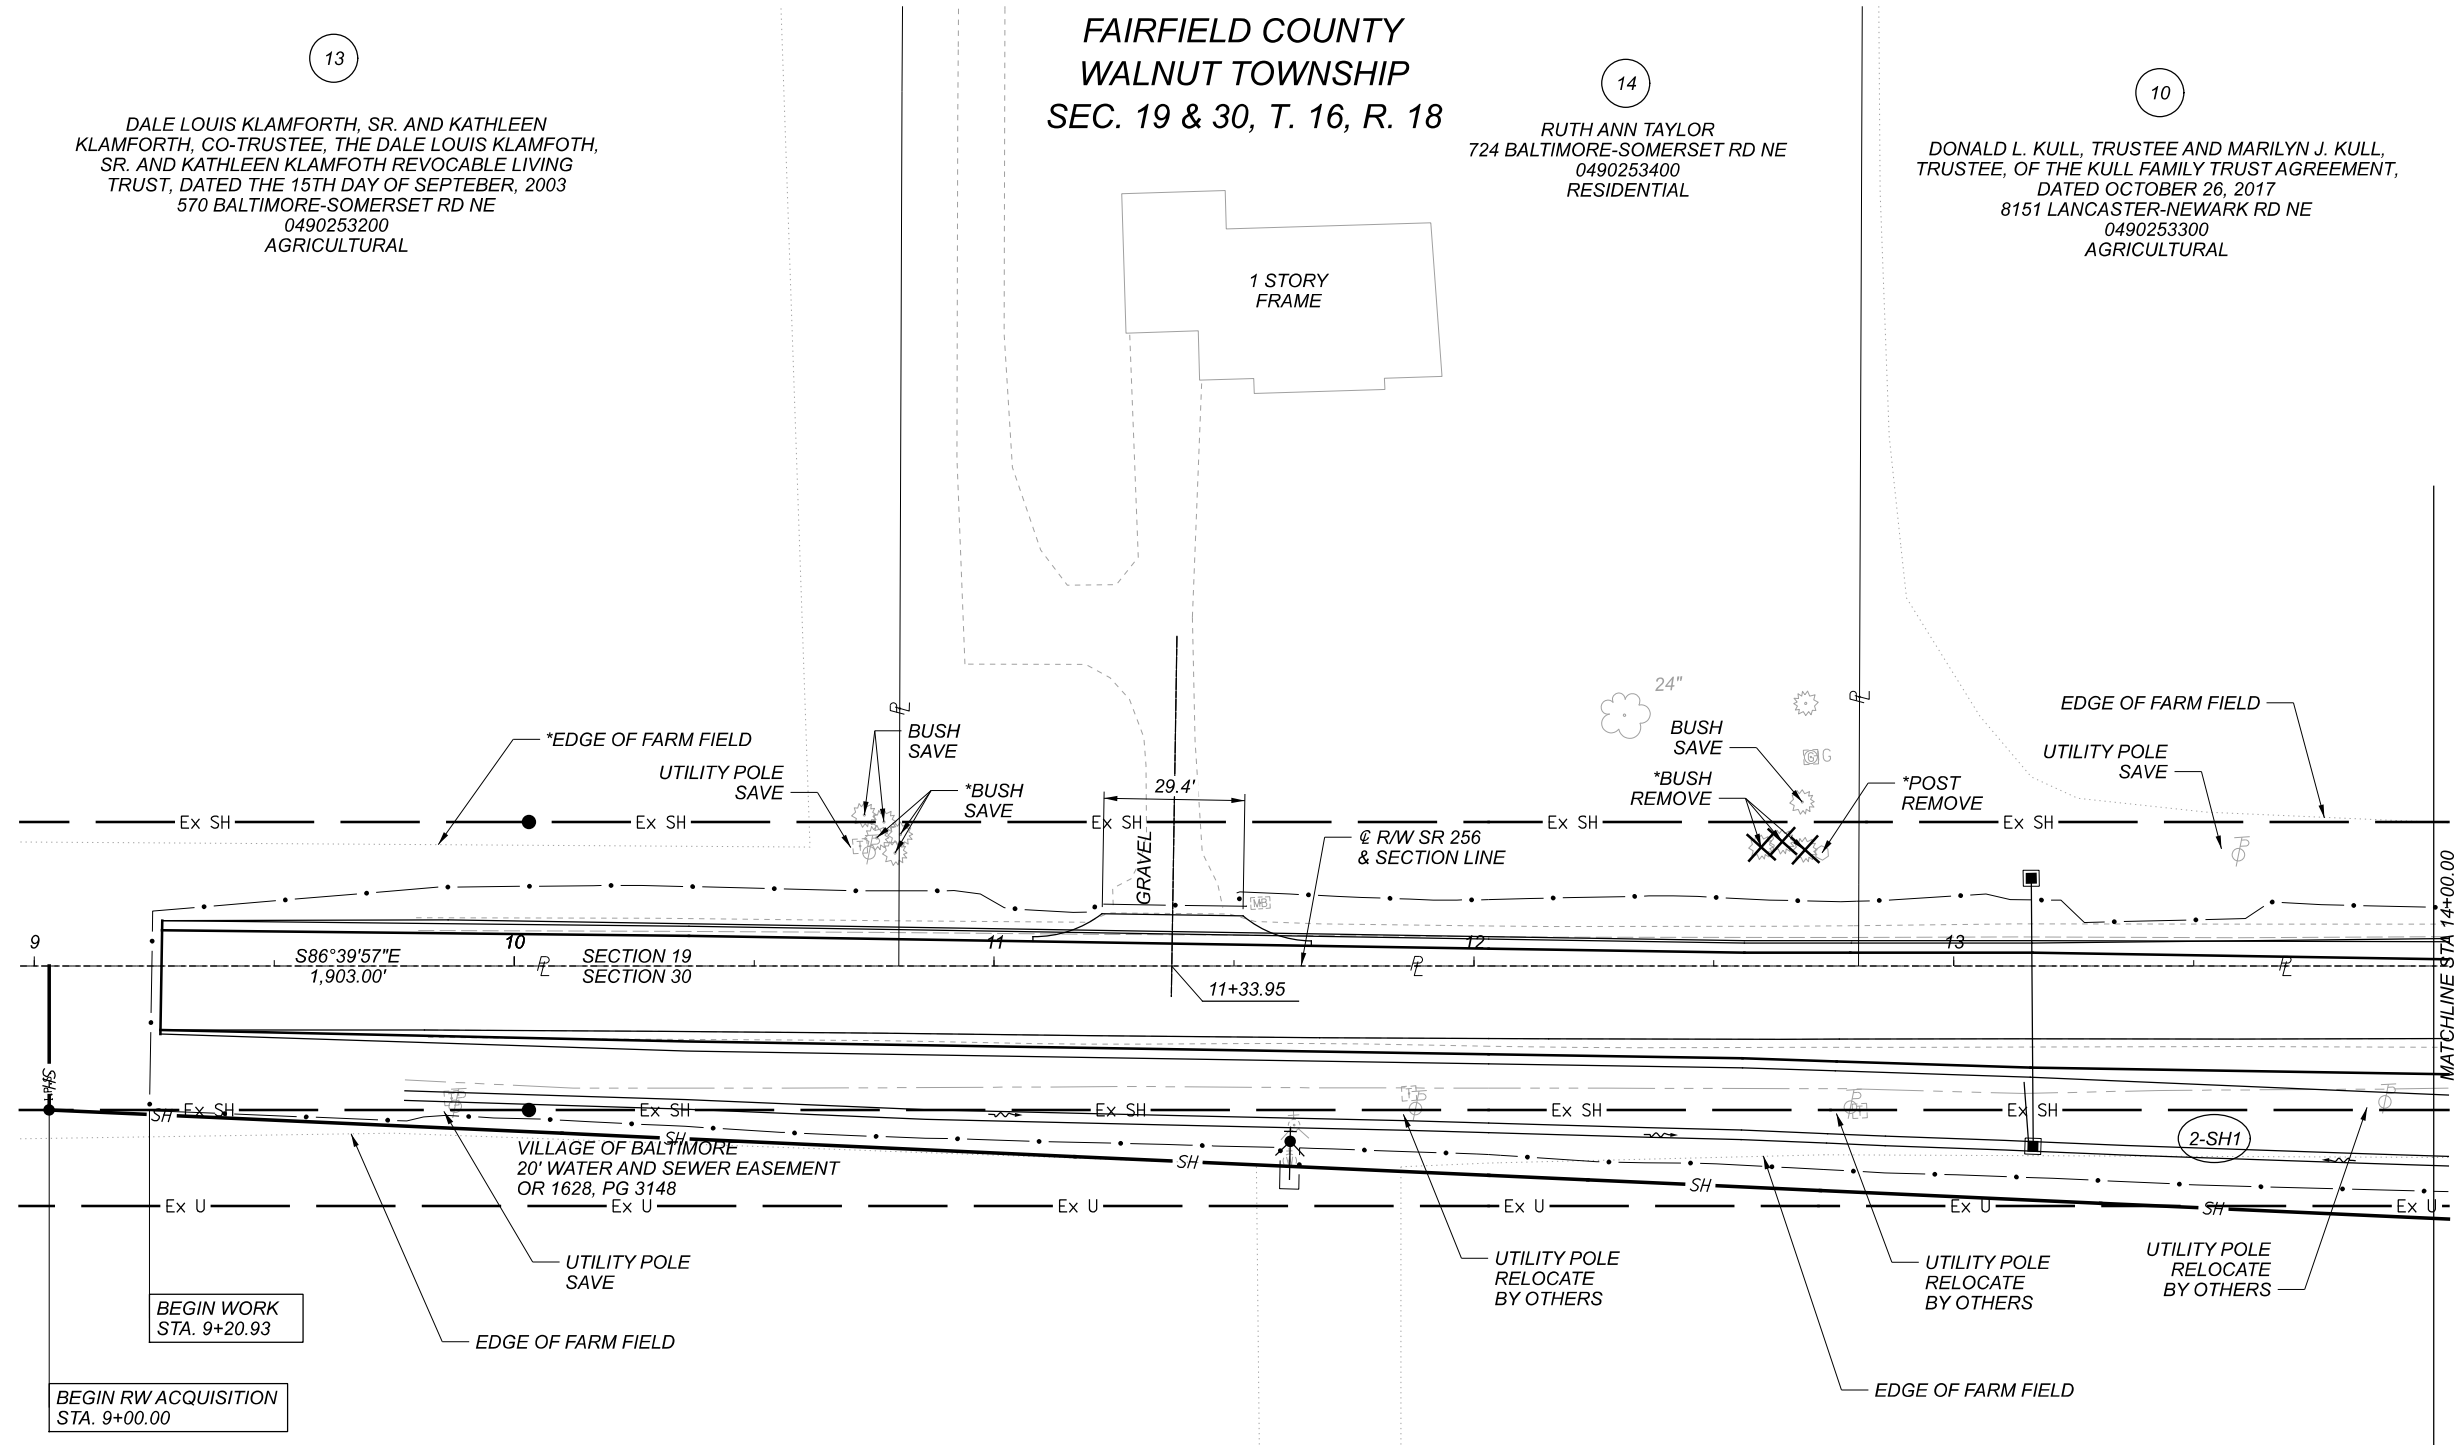 FAIRFIELD COUNTY
WALNUT TOWNSHIP
SEC. 19 & 30, T. 16, R. 18
13
DALE LOUIS KLAMFORTH, SR. AND KATHLEEN
KLAMFORTH, CO-TRUSTEE, THE DALE LOUIS KLAMFOTH,
SR. AND KATHLEEN KLAMFOTH REVOCABLE LIVING
TRUST, DATED THE 15TH DAY OF SEPTEBER, 2003
570 BALTIMORE-SOMERSET RD NE
0490253200
AGRICULTURAL
14
RUTH ANN TAYLOR
724 BALTIMORE-SOMERSET RD NE
0490253400
RESIDENTIAL
10
DONALD L. KULL, TRUSTEE AND MARILYN J. KULL,
TRUSTEE, OF THE KULL FAMILY TRUST AGREEMENT,
DATED OCTOBER 26, 2017
8151 LANCASTER-NEWARK RD NE
0490253300
AGRICULTURAL
1 STORY
FRAME
24"
PL
PL
*EDGE OF FARM FIELD
BUSH
SAVE
UTILITY POLE
SAVE
*BUSH
SAVE
29.4'
BUSH
SAVE
G
G
*BUSH
REMOVE
*POST
REMOVE
EDGE OF FARM FIELD
UTILITY POLE
SAVE
Ex SH
Ex SH
Ex SH
Ex SH
Ex SH
GRAVEL
℄ R/W SR 256
& SECTION LINE
T
P
P
MB
9
10
11
12
13
S86°39'57"E
1,903.00'
PL
SECTION 19
SECTION 30
PL
PL
11+33.95
MATCHLINE STA 14+00.00
SH
Ex SH
Ex SH
Ex SH
Ex SH
Ex SH
P
T
P
P
T
P
SH
SH
SH
SH
SH
2-SH1
VILLAGE OF BALTIMORE
20' WATER AND SEWER EASEMENT
OR 1628, PG 3148
Ex U
Ex U
Ex U
Ex U
Ex U
Ex U
UTILITY POLE
SAVE
UTILITY POLE
RELOCATE
BY OTHERS
UTILITY POLE
RELOCATE
BY OTHERS
UTILITY POLE
RELOCATE
BY OTHERS
BEGIN WORK
STA. 9+20.93
EDGE OF FARM FIELD
EDGE OF FARM FIELD
BEGIN RW ACQUISITION
STA. 9+00.00